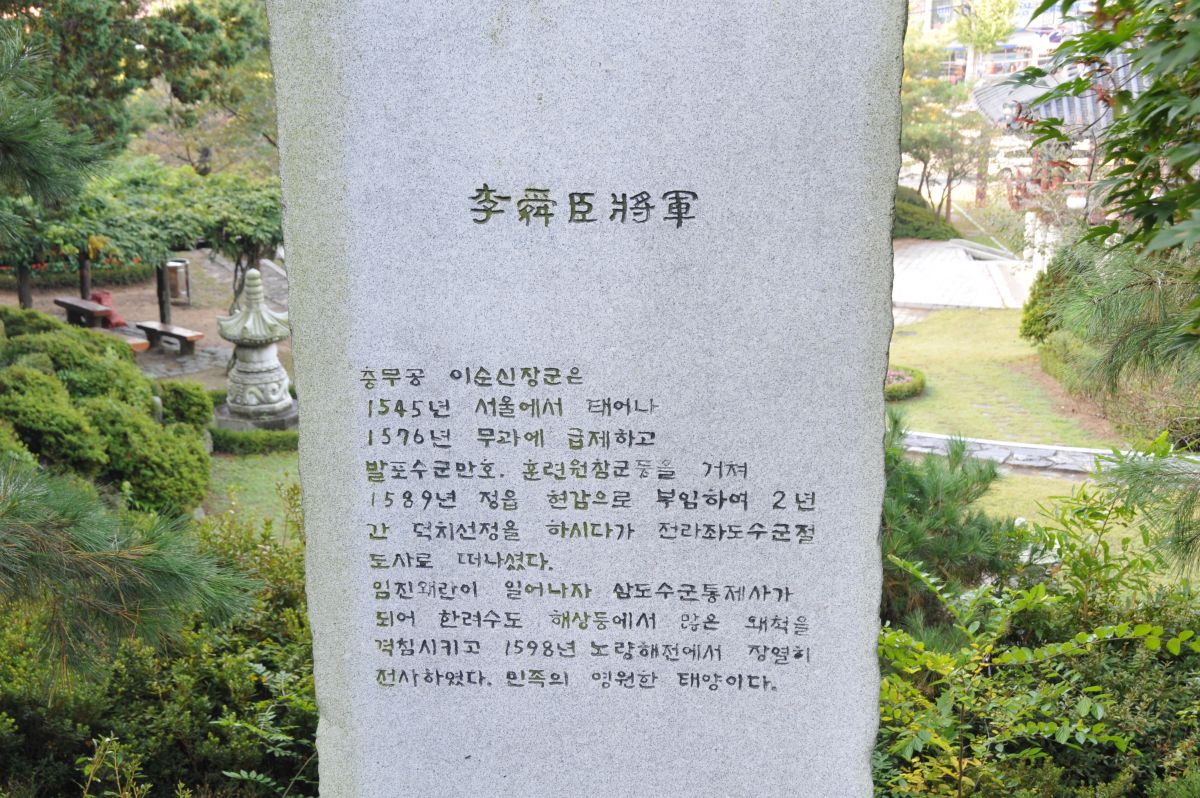 李舜臣將軍
충무공 이순신장군은
1545년 서울에서 태어나
1576년 무과에 급제하고
발포수군만호. 훈련원참군등을 거쳐
1589년 정읍 현감으로 부임하여 2년
간 덕치선정을 하시다가 전라좌도수군절
도사로 떠나셨다.
임진왜란이 일어나자 삼도수군통제사가
되어 한려수도 해상등에서 많은 왜척을
격침시키고 1598년 노량해전에서 장열히
전사하였다. 민족의 영원한 태양이다.